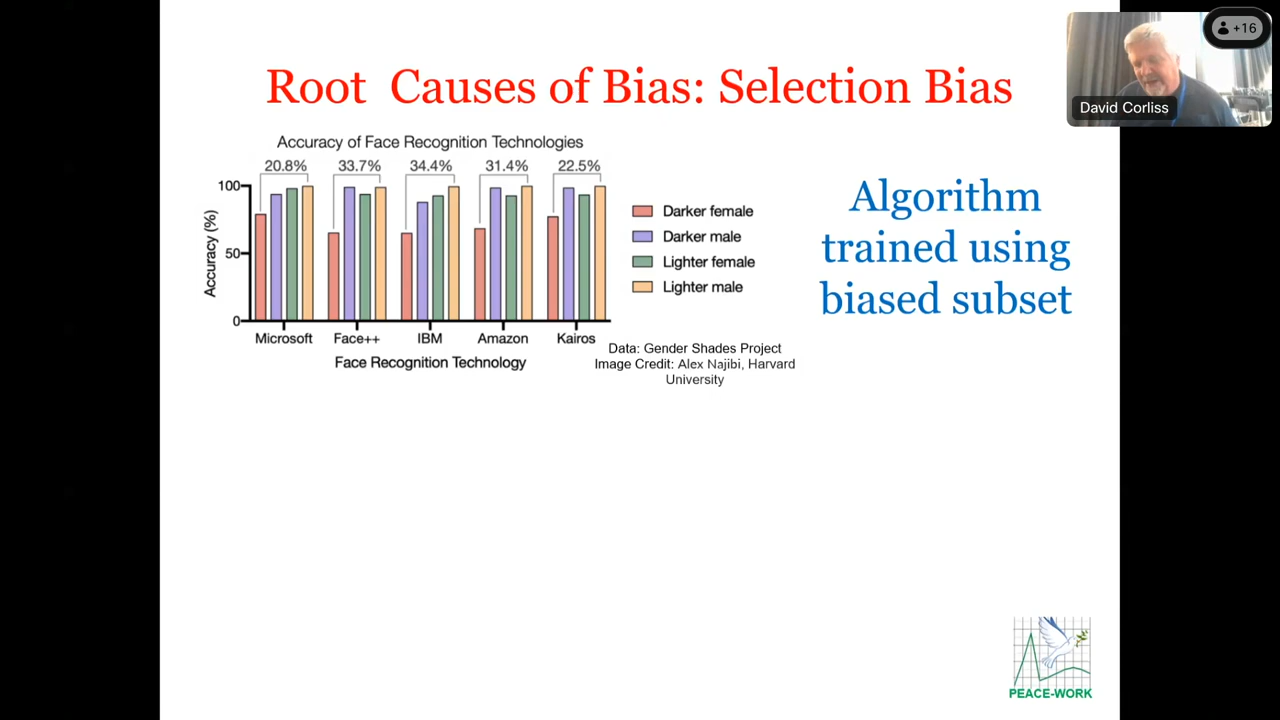 +16
David Corliss
Root Causes of Bias: Selection Bias
Accuracy of Face Recognition Technologies
20.8% 33.7% 34.4% 31.4% 22.5%
100
50
0
Accuracy (%)
Microsoft Face++ IBM Amazon Kairos
Face Recognition Technology
Darker female
Darker male
Lighter female
Lighter male
Data: Gender Shades Project
Image Credit: Alex Najibi, Harvard
University
Algorithm
trained using
biased subset
PEACE-WORK